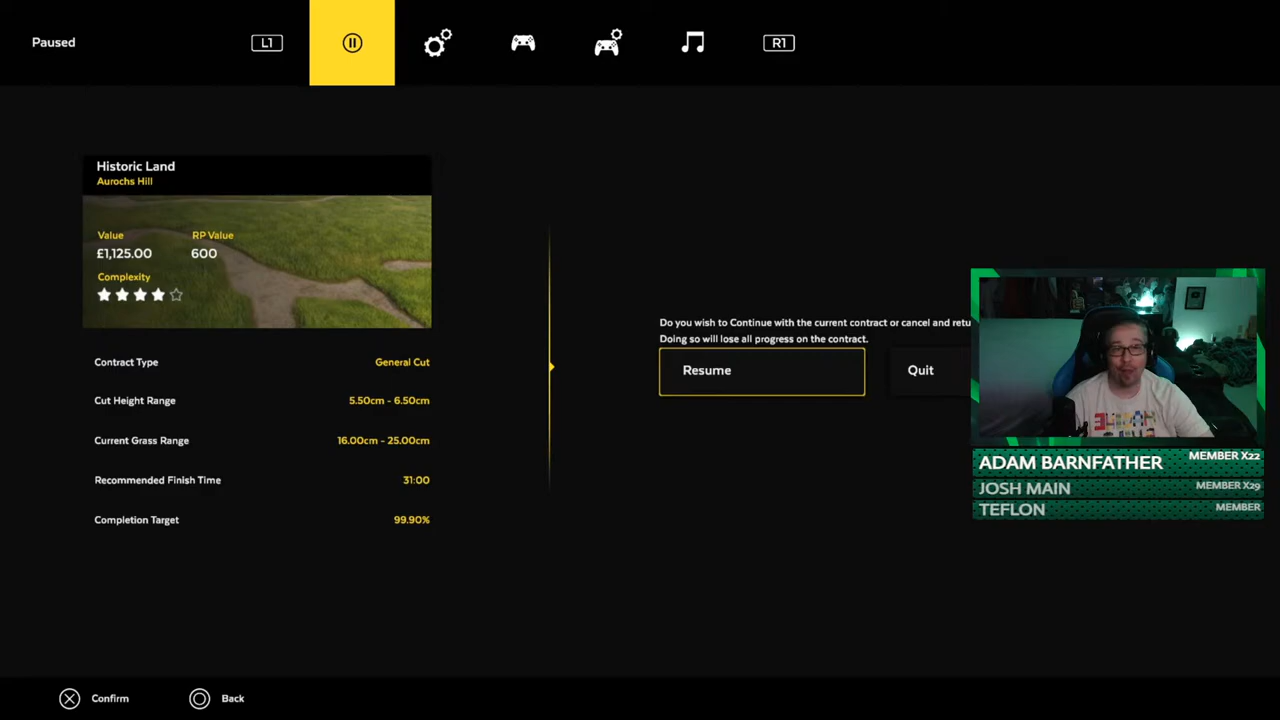 Paused
L1
R1
Historic Land
Aurochs Hill
Value
RP Value
£1,125.00
600
Complexity
Contract Type
General Cut
Cut Height Range
5.50cm - 6.50cm
Current Grass Range
16.00cm - 25.00cm
Recommended Finish Time
31:00
Completion Target
99.90%
Do you wish to Continue with the current contract or cancel and retu
Doing so will lose all progress on the contract.
Resume
Quit
ADAM BARNFATHER MEMBER X22
JOSH MAIN MEMBER X29
TEFLON MEMBER
Confirm
Back